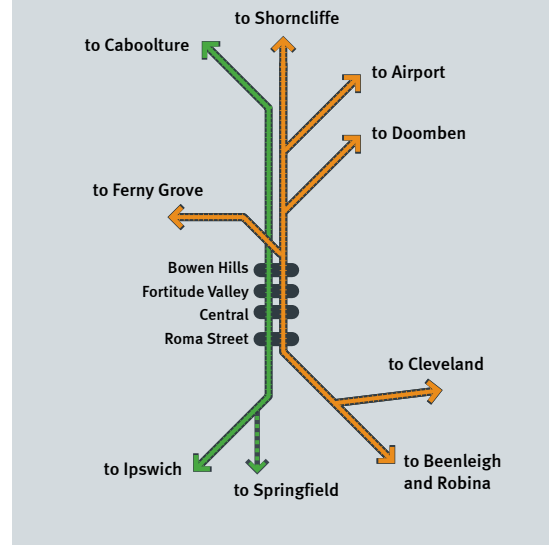 to Shorncliffe
to Caboolture
to Airport
to Doomben
to Ferny Grove
Bowen Hills
Fortitude Valley
Central
Roma Street
to Cleveland
to Ipswich
to Beenleigh
and Robina
to Springfield